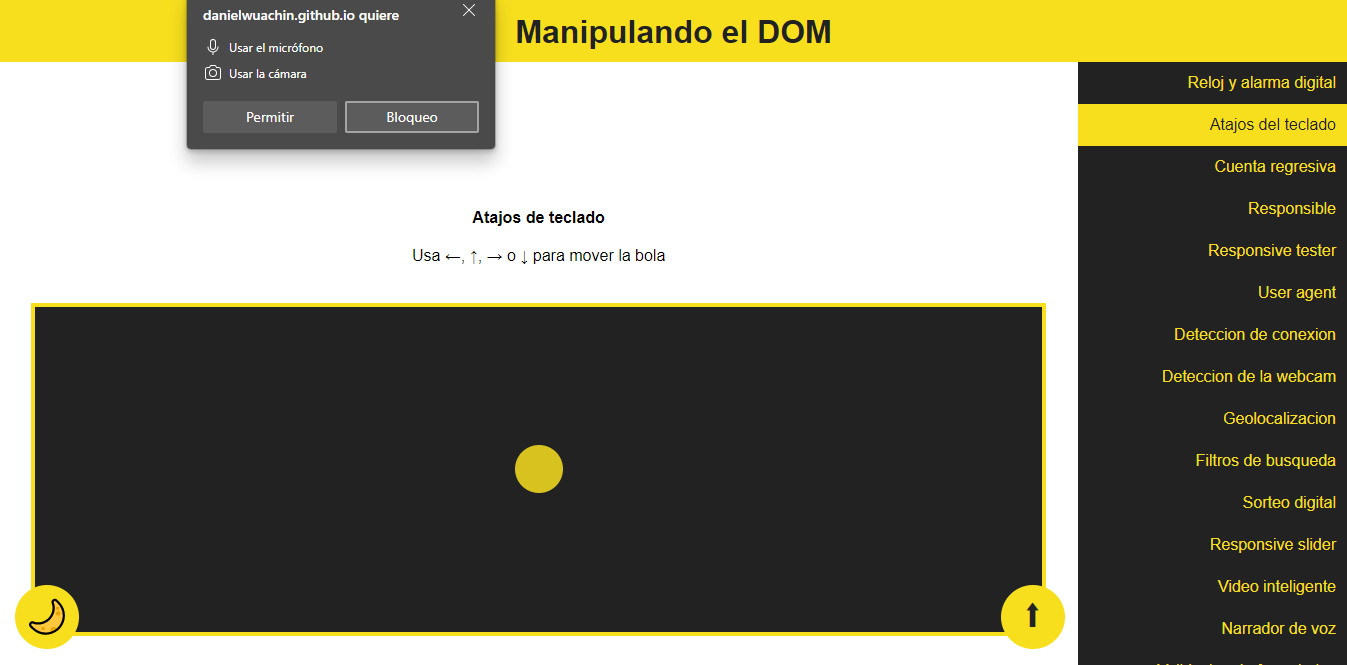 danielwuachin.github.io quiere
Usar el micrófono
Usar la cámara
Permitir
Bloqueo
Manipulando el DOM
Atajos de teclado
Usa ←, ↑, → o ↓ para mover la bola
Reloj y alarma digital
Atajos del teclado
Cuenta regresiva
Responsible
Responsive tester
User agent
Deteccion de conexion
Deteccion de la webcam
Geolocalizacion
Filtros de busqueda
Sorteo digital
Responsive slider
Video inteligente
Narrador de voz